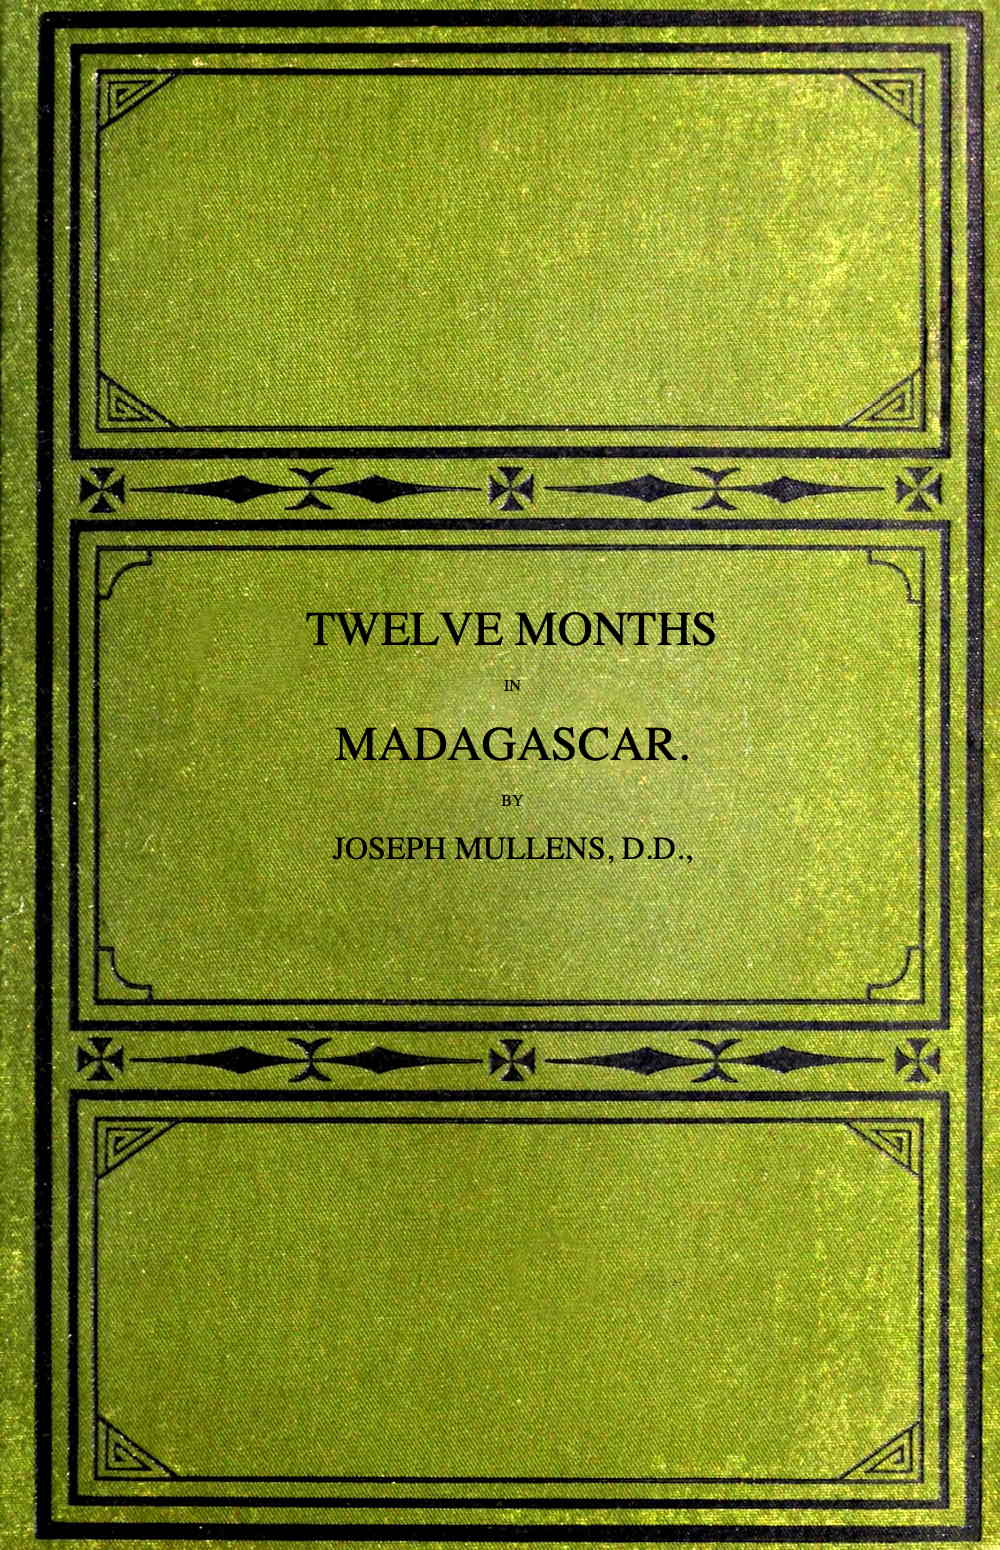 TWELVE MONTHS
IN
MADAGASCAR.
BY
JOSEPH MULLENS, D.D.,